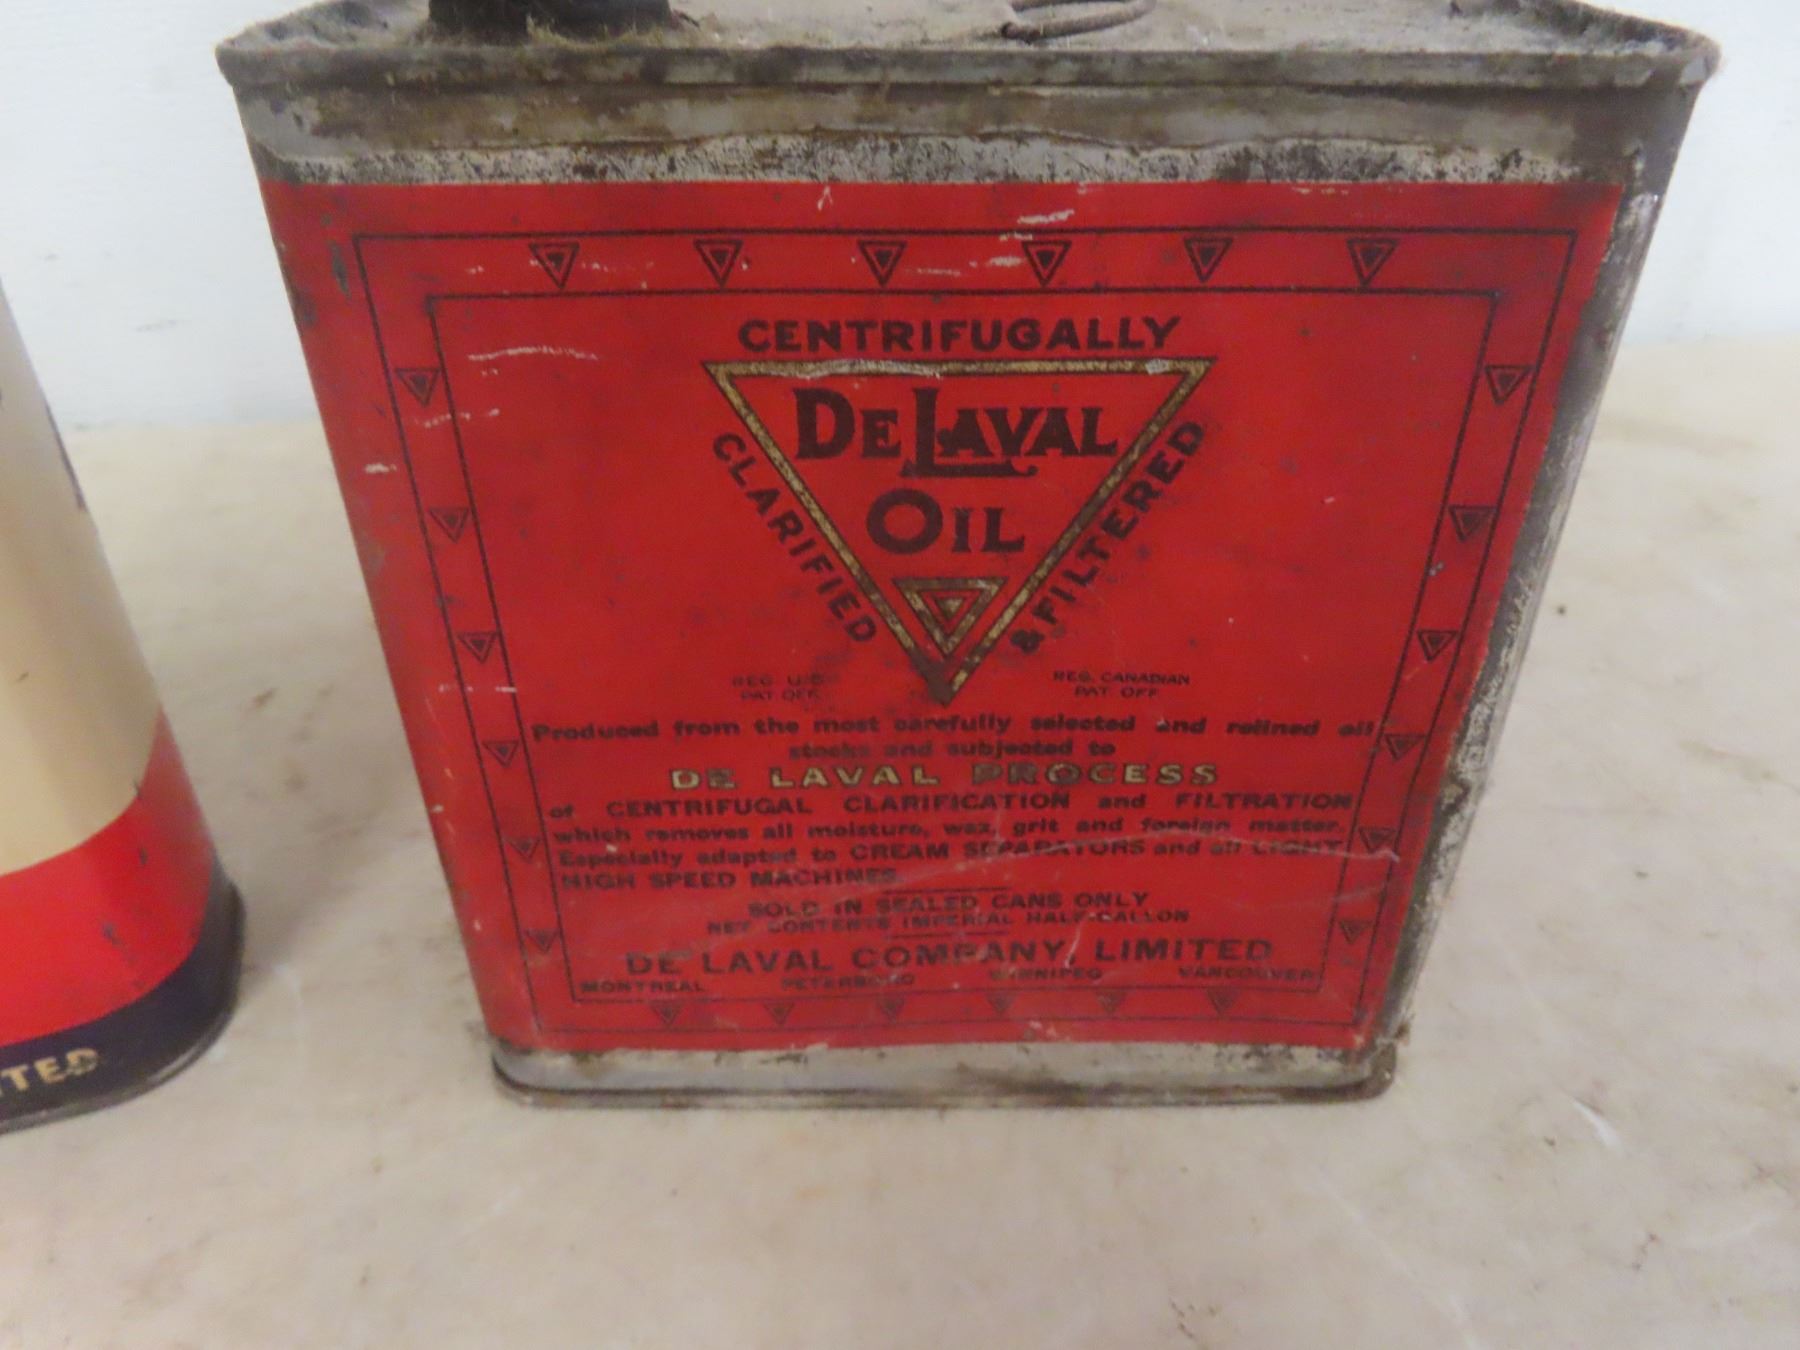 CENTRIFUGALLY
DE LAVAL
OIL
CLARIFIED
& FILTERED
REG. U.S. REG. CANADIAN
PAT. OFF. PAT. OFF.
Produced from the most carefully selected and refined oil
stocks and subjected to
DE LAVAL PROCESS
of CENTRIFUGAL CLARIFICATION and FILTRATION
which removes all moisture, wax, grit and foreign matter.
Especially adapted to CREAM SEPARATORS and all LIGHT
HIGH SPEED MACHINES.
SOLD IN SEALED CANS ONLY
NET CONTENTS IMPERIAL HALF-GALLON
DE LAVAL COMPANY, LIMITED
MONTREAL PETERBORO WINNIPEG VANCOUVER
ITED